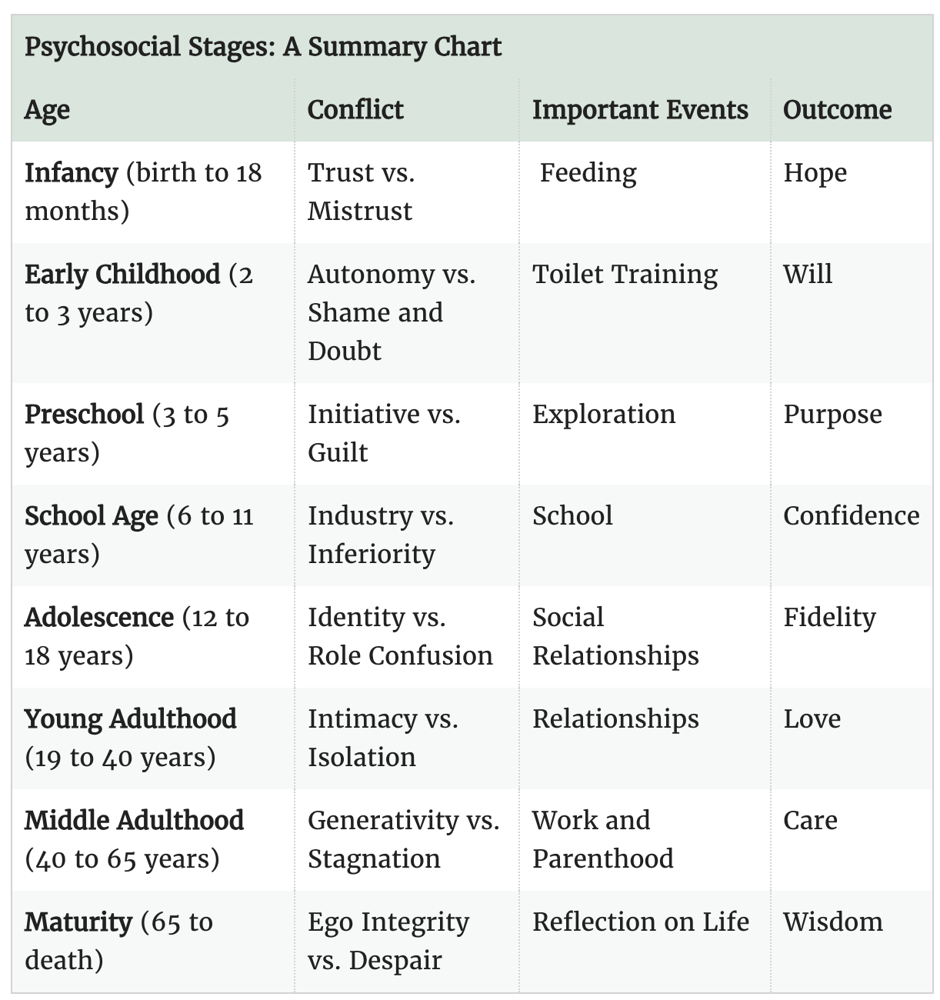 Psychosocial Stages: A Summary Chart
Age Conflict Important Events Outcome
Infancy (birth to 18 months) Trust vs. Mistrust Feeding Hope
Early Childhood (2 to 3 years) Autonomy vs. Shame and Doubt Toilet Training Will
Preschool (3 to 5 years) Initiative vs. Guilt Exploration Purpose
School Age (6 to 11 years) Industry vs. Inferiority School Confidence
Adolescence (12 to 18 years) Identity vs. Role Confusion Social Relationships Fidelity
Young Adulthood (19 to 40 years) Intimacy vs. Isolation Relationships Love
Middle Adulthood (40 to 65 years) Generativity vs. Stagnation Work and Parenthood Care
Maturity (65 to death) Ego Integrity vs. Despair Reflection on Life Wisdom